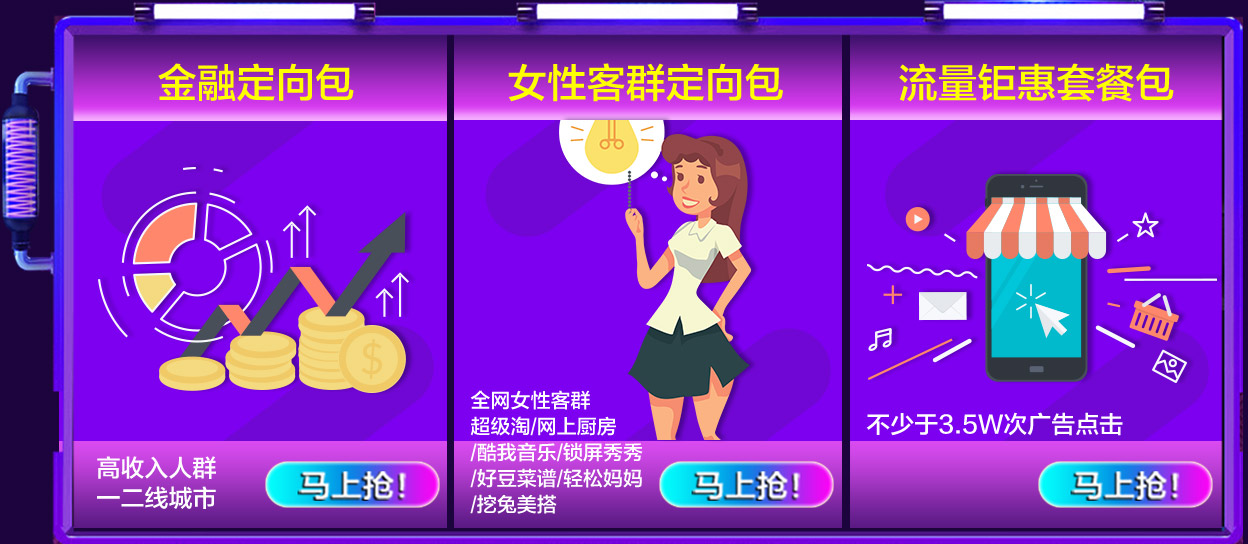 金融定向包
高收入人群
一二线城市
马上抢!
女性客群定向包
全网女性客群
超级淘/网上厨房
/酷我音乐/锁屏秀秀
/好豆菜谱/轻松妈妈
/挖兔美搭
马上抢!
流量钜惠套餐包
不少于3.5W次广告点击
马上抢!